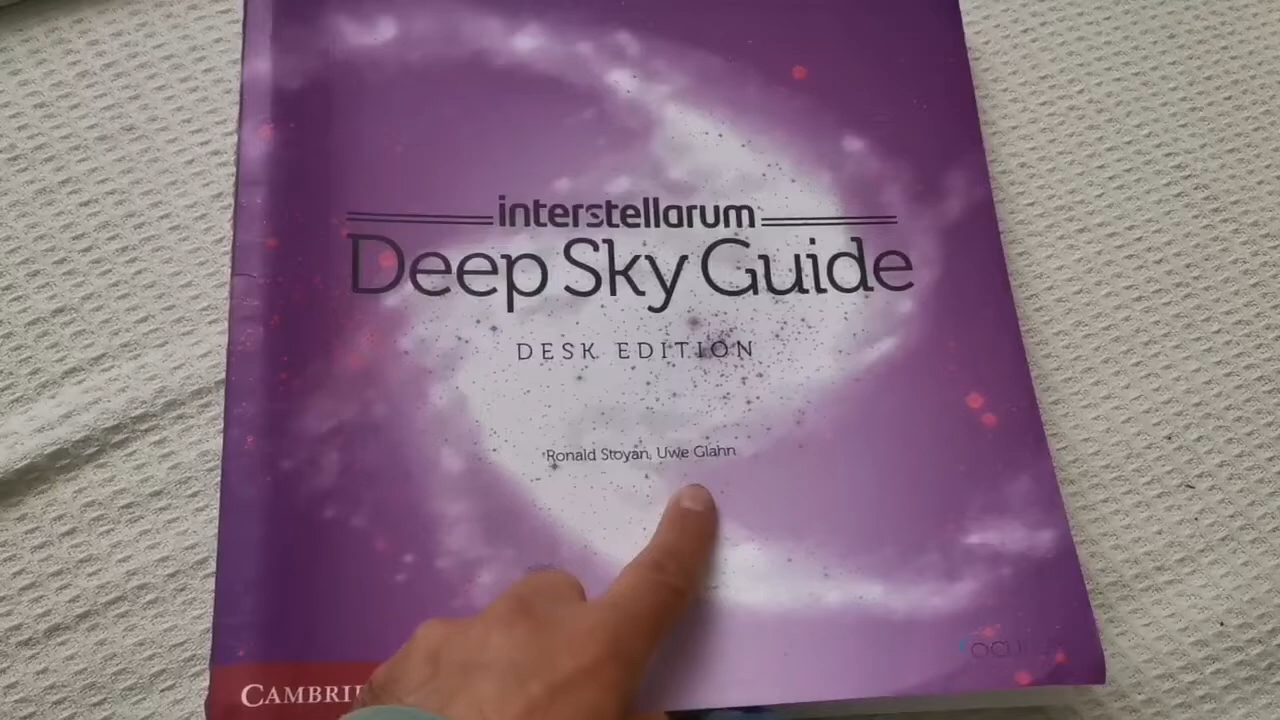 interstellarum
Deep Sky Guide
DESK EDITION
Ronald Stoyan, Uwe Glahn